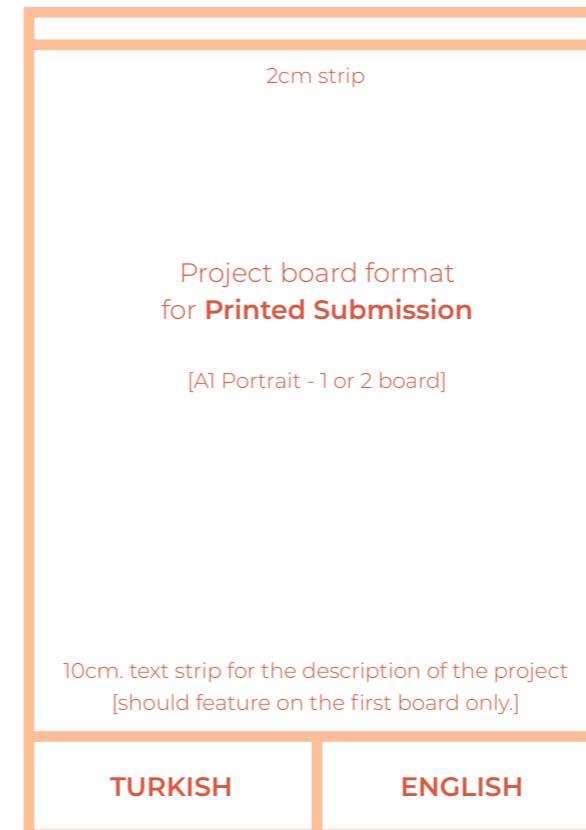 2cm strip
Project board format
for Printed Submission
[A1 Portrait - 1 or 2 board]
10cm. text strip for the description of the project
[should feature on the first board only.]
TURKISH
ENGLISH